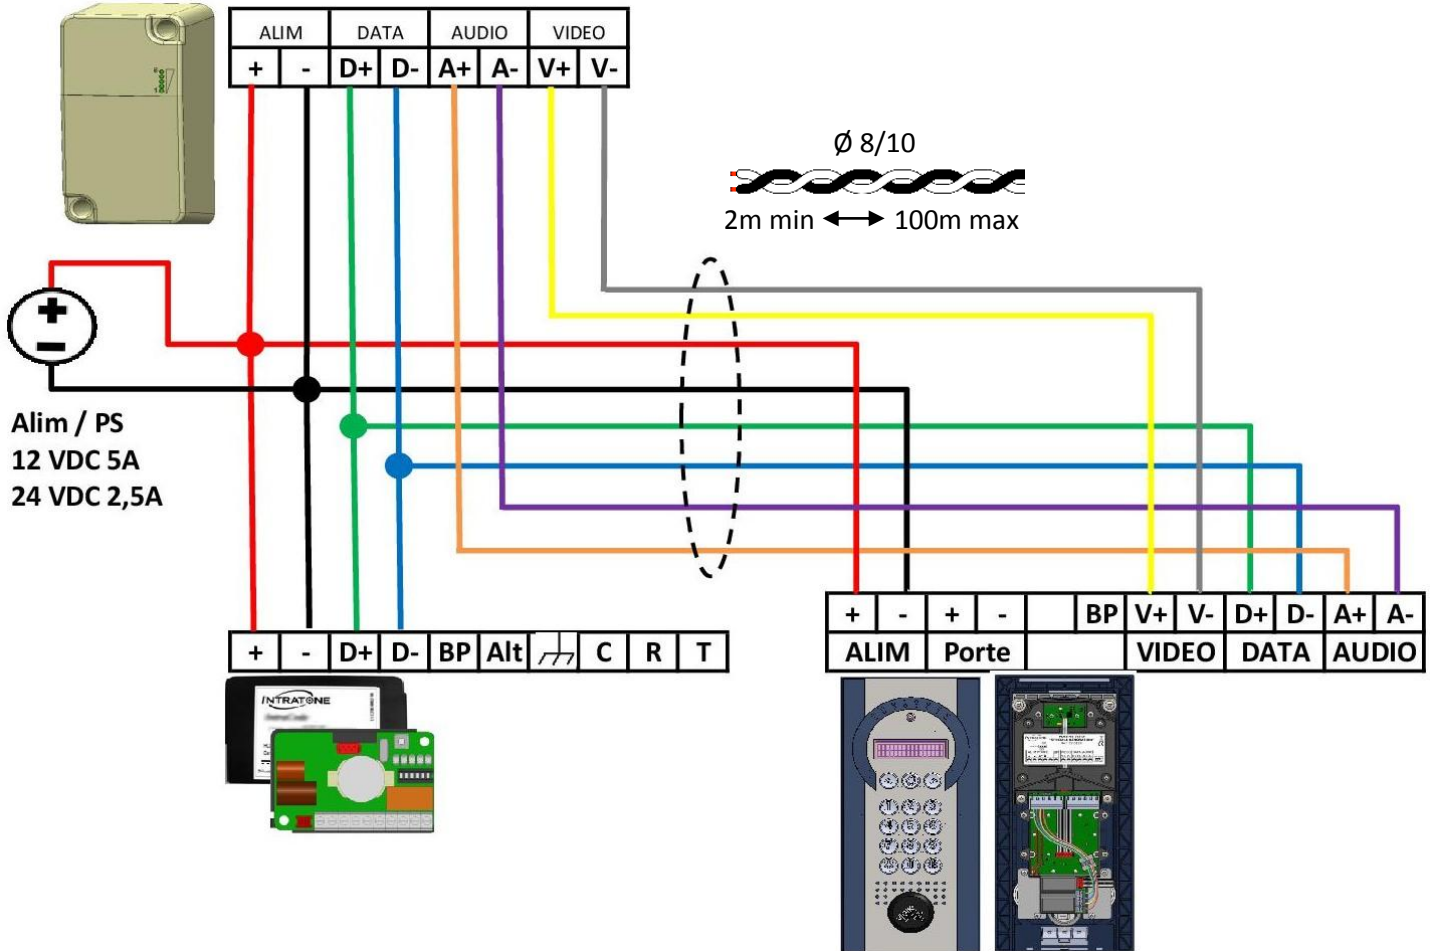 ALIM DATA AUDIO VIDEO
+ - D+ D- A+ A- V+ V-
Ø 8/10
2m min 100m max
+
-
Alim / PS
12 VDC 5A
24 VDC 2,5A
+ - + - BP V+ V- D+ D- A+ A-
ALIM Porte VIDEO DATA AUDIO
+ - D+ D- BP Alt C R T
INTRATONE